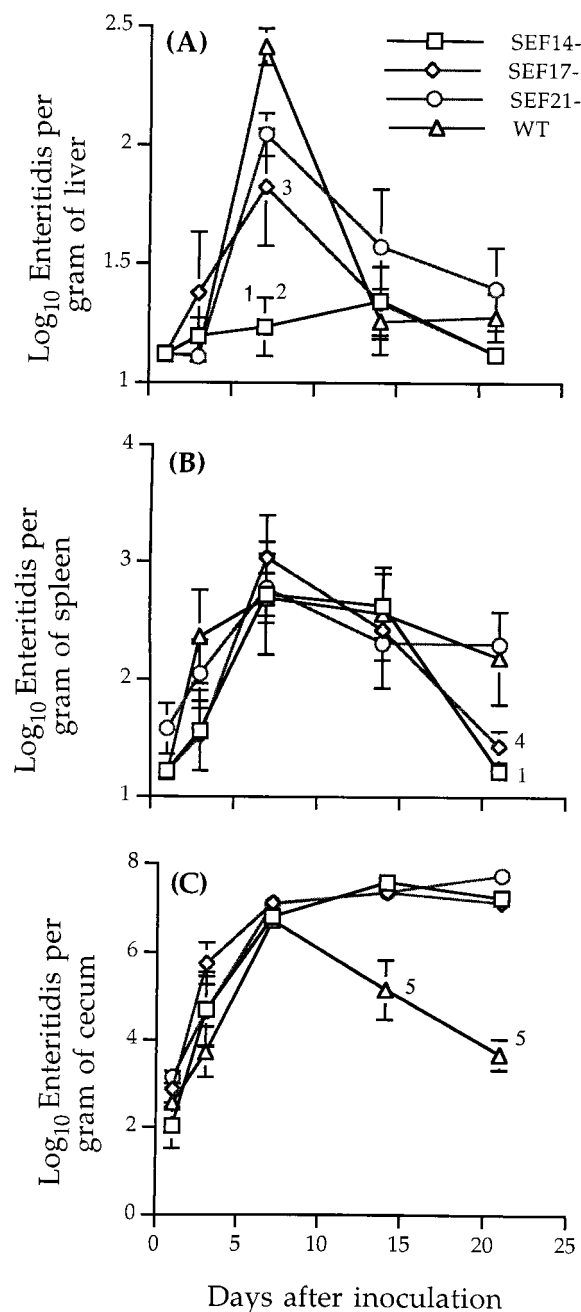 (A)
SEF14-
SEF17-
SEF21-
WT
Log10 Enteritidis per
gram of liver
2.5
2
1.5
1
3
1 2
(B)
Log10 Enteritidis per
gram of spleen
4
3
2
1
4
1
(C)
Log10 Enteritidis per
gram of cecum
8
6
4
2
0
5
5
0 5 10 15 20 25
Days after inoculation